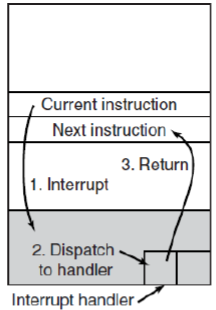 Current instruction
Next instruction
3. Return
1. Interrupt
2. Dispatch
to handler
Interrupt handler